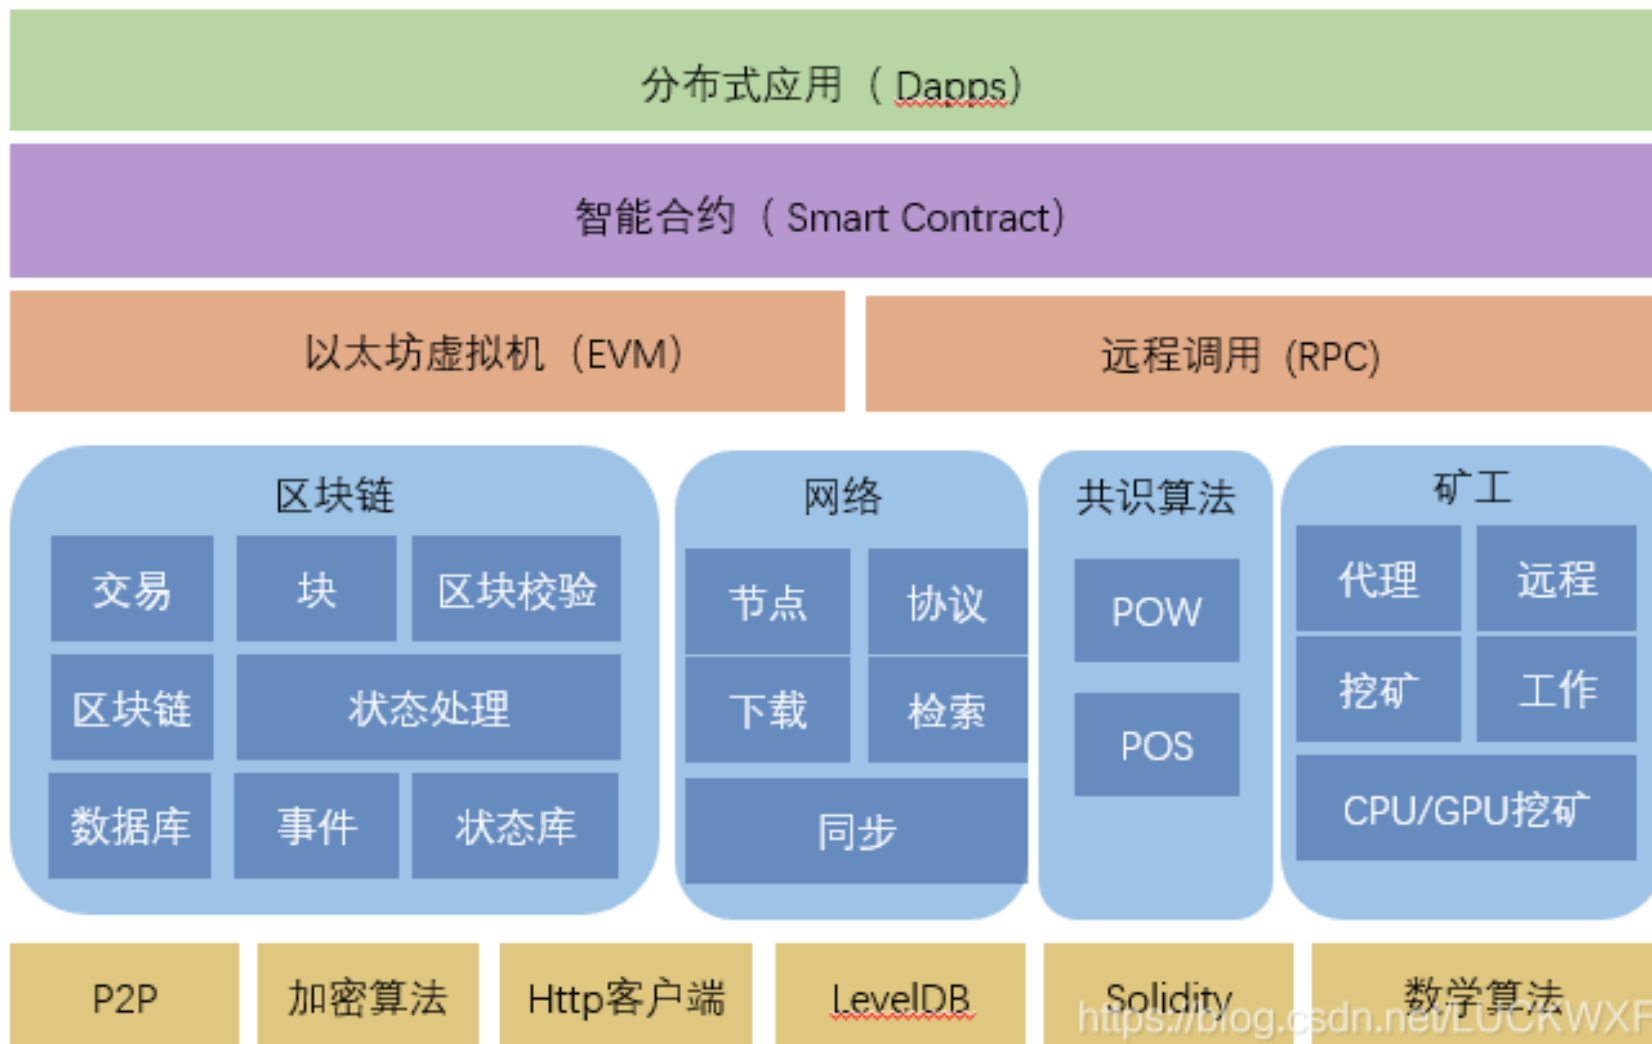 分布式应用（ Dapps）
智能合约（ Smart Contract）
以太坊虚拟机（EVM）
远程调用 (RPC)
区块链
交易
块
区块校验
区块链
状态处理
数据库
事件
状态库
网络
节点
协议
下载
检索
同步
共识算法
POW
POS
矿工
代理
远程
挖矿
工作
CPU/GPU挖矿
P2P
加密算法
Http客户端
LevelDB
Solidity
数学算法
https://blog.csdn.net/LUCKWXF